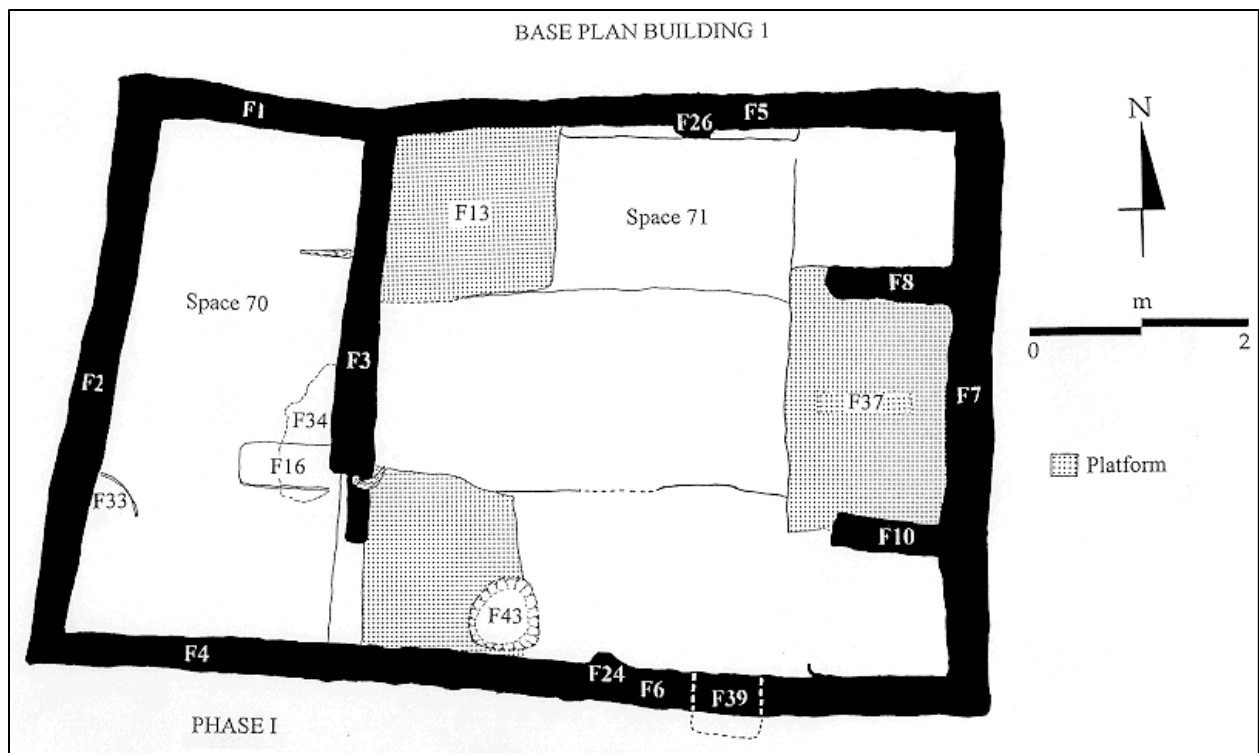 BASE PLAN BUILDING 1
F1
F5
F26
N
F13
Space 71
F8
m
0
2
Space 70
F3
F2
F7
F37
F34
F16
Platform
F33
F10
F43
F4
F24
F6
F39
PHASE I